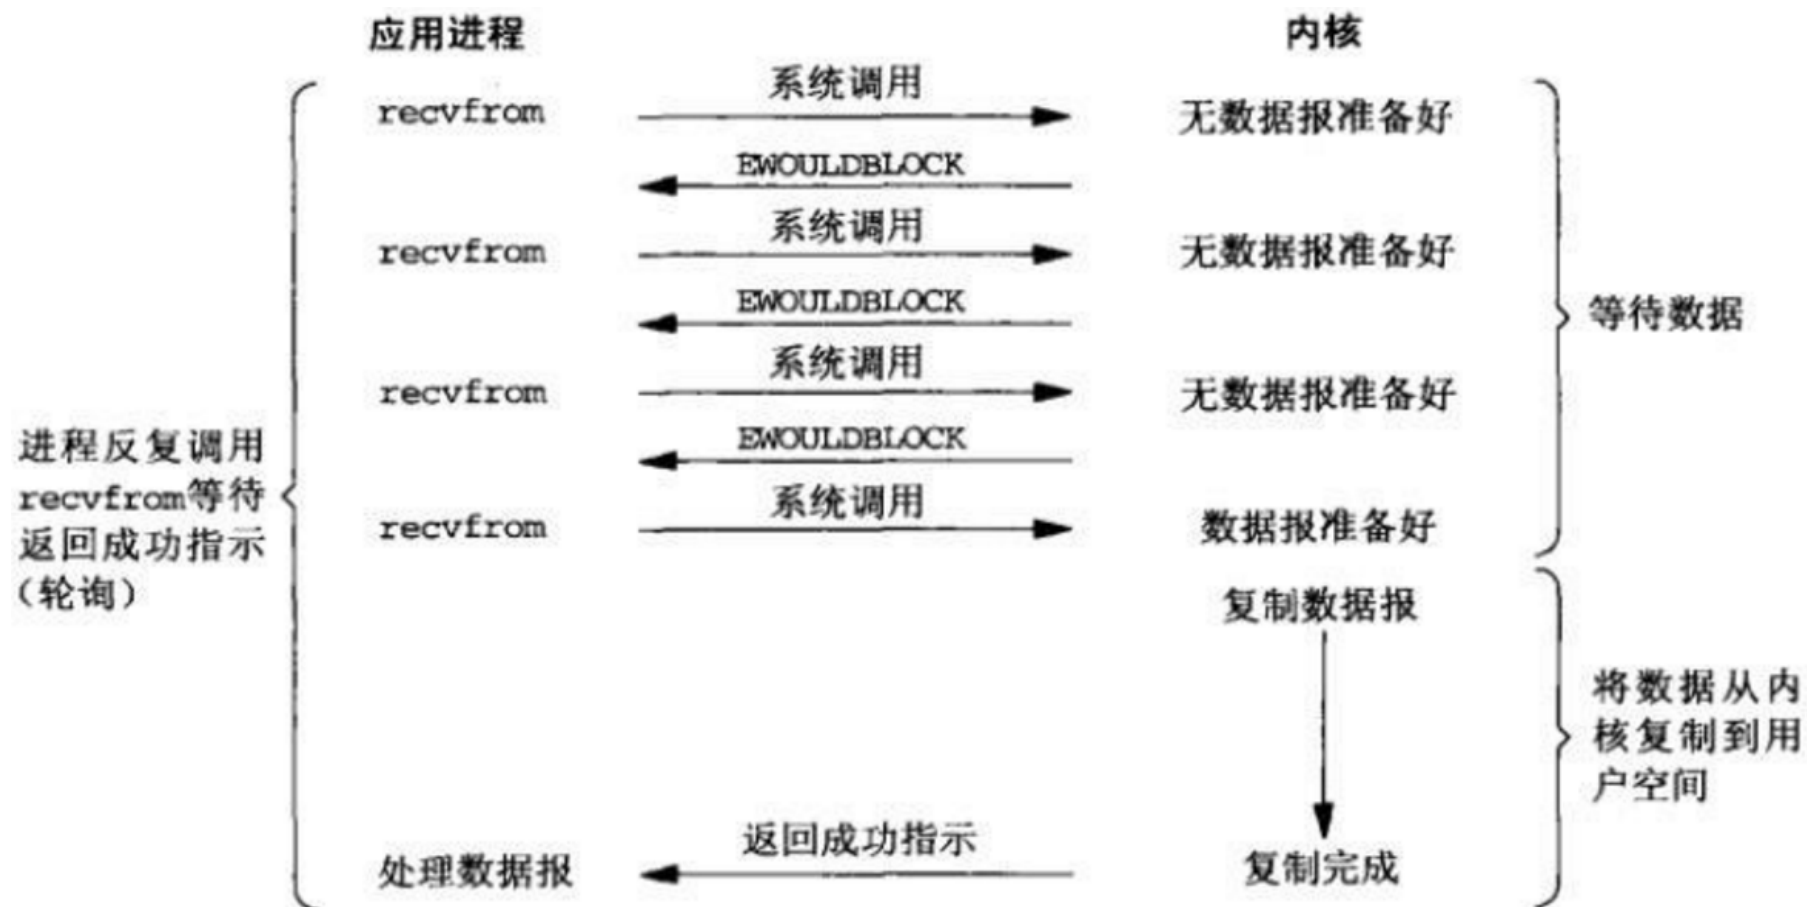 应用进程
内核
系统调用
recvfrom
无数据报准备好
EWOULDBLOCK
系统调用
recvfrom
无数据报准备好
EWOULDBLOCK
等待数据
系统调用
recvfrom
无数据报准备好
EWOULDBLOCK
进程反复调用
recvfrom等待
返回成功指示
（轮询）
系统调用
recvfrom
数据报准备好
复制数据报
将数据从内
核复制到用
户空间
返回成功指示
处理数据报
复制完成